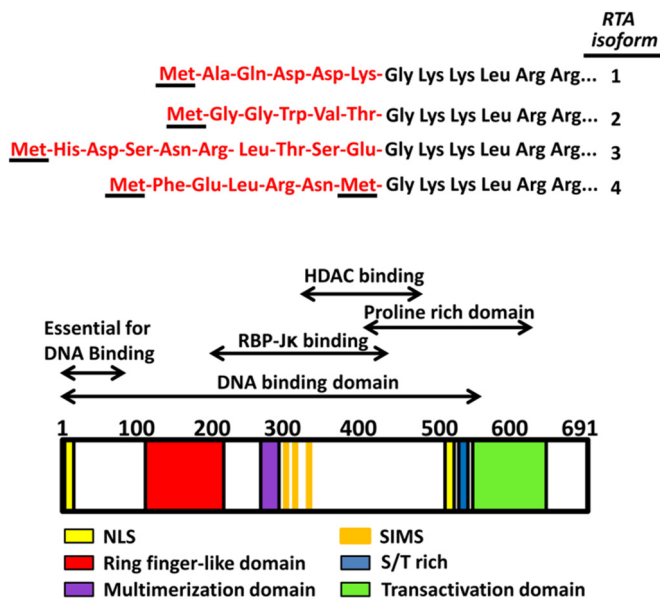 RTA
isoform
Met-Ala-Gln-Asp-Asp-Lys-Gly Lys Lys Leu Arg Arg... 1
Met-Gly-Gly-Trp-Val-Thr-Gly Lys Lys Leu Arg Arg... 2
Met-His-Asp-Ser-Asn-Arg- Leu-Thr-Ser-Glu-Gly Lys Lys Leu Arg Arg... 3
Met-Phe-Glu-Leu-Arg-Asn-Met-Gly Lys Lys Leu Arg Arg... 4
HDAC binding
Proline rich domain
Essential for
DNA Binding
RBP-Jκ binding
DNA binding domain
1 100 200 300 400 500 600 691
NLS
SIMS
Ring finger-like domain
S/T rich
Multimerization domain
Transactivation domain